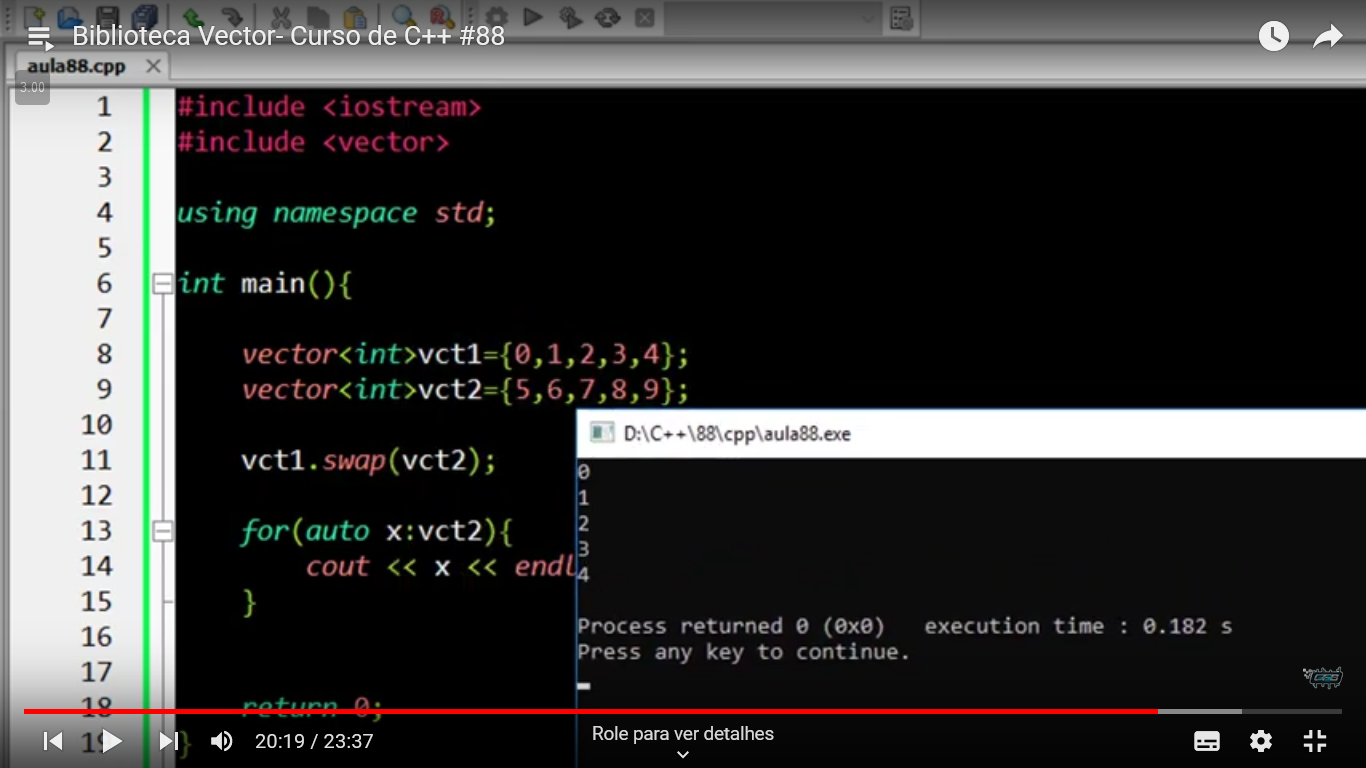 Biblioteca Vector- Curso de C++ #88
aula88.cpp
3.00
1 #include <iostream>
2 #include <vector>
3
4 using namespace std;
5
6 int main(){
7
8 vector<int>vct1={0,1,2,3,4};
9 vector<int>vct2={5,6,7,8,9};
10
11 vct1.swap(vct2);
12
13 for(auto x:vct2){
14 cout << x << endl
15 }
16
17
18 return 0;
19 }
D:\C++\88\cpp\aula88.exe
0
1
2
3
4
Process returned 0 (0x0) execution time : 0.182 s
Press any key to continue.
CFB
20:19 / 23:37
Role para ver detalhes